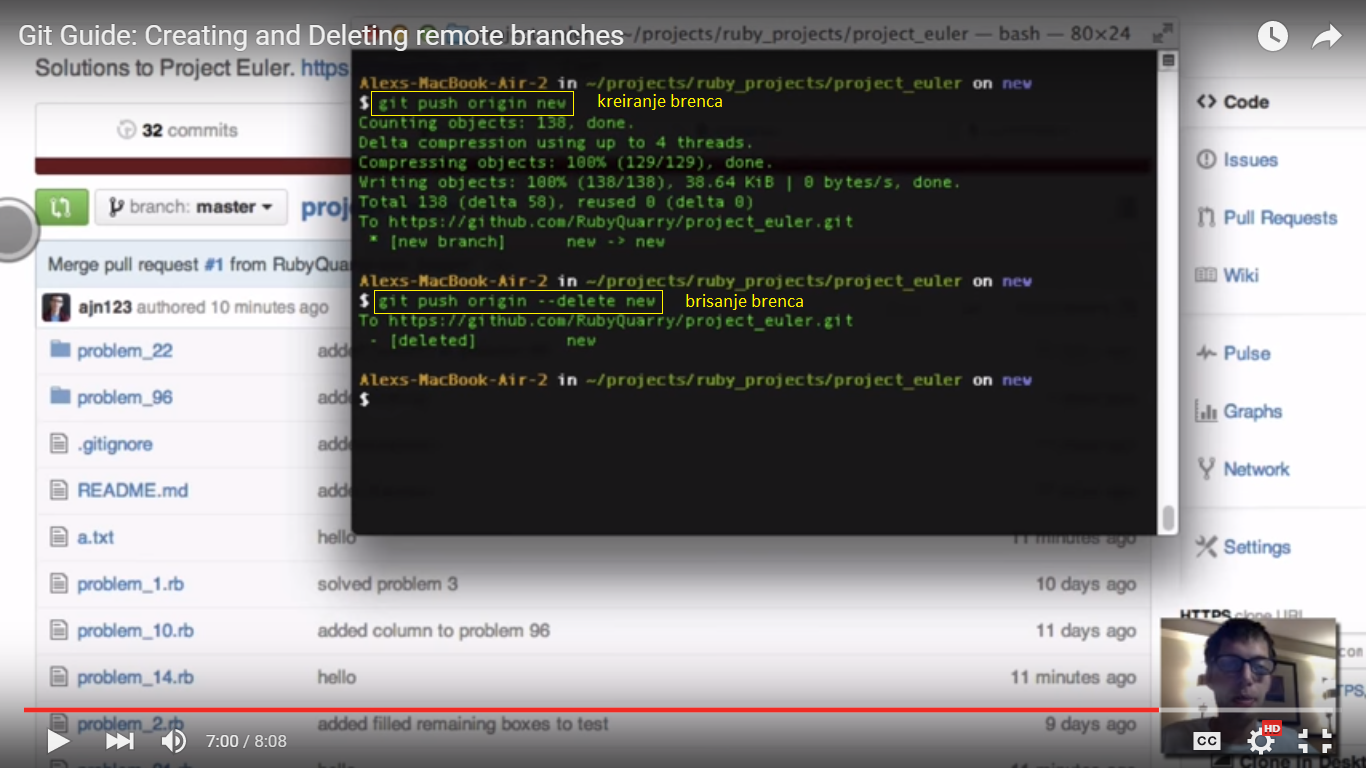 Git Guide: Creating and Deleting remote branches
~/projects/ruby_projects/project_euler — bash — 80×24
Solutions to Project Euler. https
32 commits
branch: master
proj
Merge pull request #1 from RubyQua
ajn123 authored 10 minutes ago
problem_22
problem_96
.gitignore
README.md
a.txt
hello
11 minutes ago
problem_1.rb
solved problem 3
10 days ago
problem_10.rb
added column to problem 96
11 days ago
problem_14.rb
hello
11 minutes ago
problem_2.rb
added filled remaining boxes to test
9 days ago
Alexs-MacBook-Air-2 in ~/projects/ruby_projects/project_euler on new
$ git push origin new
kreiranje brenca
Counting objects: 138, done.
Delta compression using up to 4 threads.
Compressing objects: 100% (129/129), done.
Writing objects: 100% (138/138), 38.64 KiB | 0 bytes/s, done.
Total 138 (delta 58), reused 0 (delta 0)
To https://github.com/RubyQuarry/project_euler.git
* [new branch] new -> new
Alexs-MacBook-Air-2 in ~/projects/ruby_projects/project_euler on new
$ git push origin --delete new
brisanje brenca
To https://github.com/RubyQuarry/project_euler.git
- [deleted] new
Alexs-MacBook-Air-2 in ~/projects/ruby_projects/project_euler on new
$
<> Code
Issues
Pull Requests
Wiki
Pulse
Graphs
Network
Settings
HTTPS clone URL
com
TPS,
Clone in Deskt
7:00 / 8:08
CC
HD